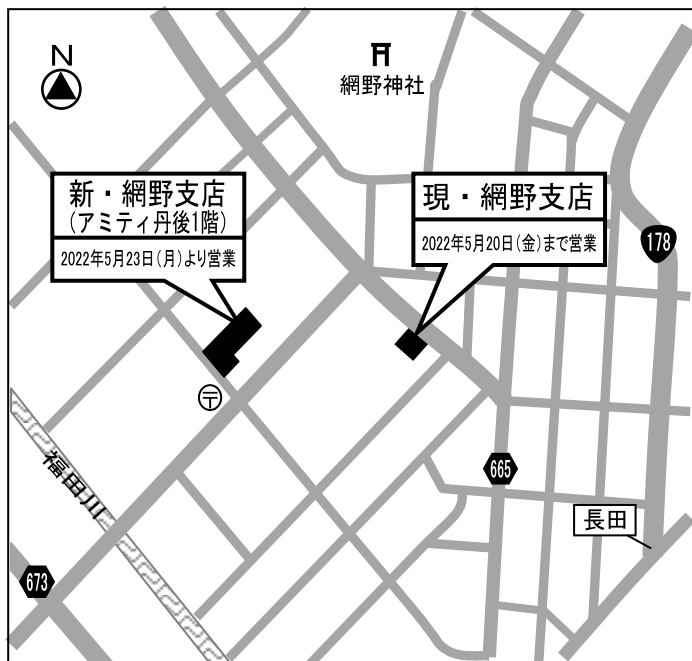 N
網野神社
新・網野支店
(アミティ丹後1階)
2022年5月23日(月)より営業
現・網野支店
2022年5月20日(金)まで営業
178
〒
665
福田川
長田
673